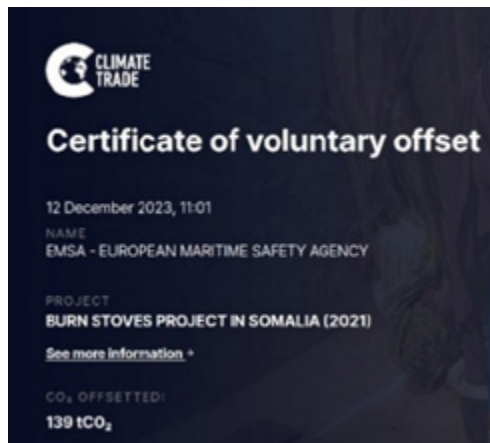 CLIMATE
TRADE
Certificate of voluntary offset
12 December 2023, 11:01
NAME
EMSA - EUROPEAN MARITIME SAFETY AGENCY
PROJECT
BURN STOVES PROJECT IN SOMALIA (2021)
See more information +
CO₂ OFFSETTED:
139 tCO₂